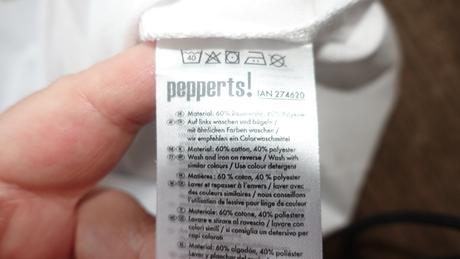 40
pepperts! IAN 274620
Material: 60% Baumwolle, 40% Polyester
Auf links waschen und bügeln /
mit ähnlichen Farben waschen /
wir empfehlen ein Colorwaschmittel
Material: 60% cotton, 40% polyester
Wash and iron on reverse / Wash with
similar colours / Use colour detergent
Matières: 60% coton, 40% polyester
Laver et repasser à l'envers / laver avec
des couleurs similaires / nous conseillons
l'utilisation de lessive pour linge de couleur
Materiale: 60% cotone, 40% poliestere
Lavare e stirare al rovescio / lavare con
colori simili / si consiglia un detersivo per
capi colorati
Material: 60% algodón, 40% poliéster
Lavar y planchar del